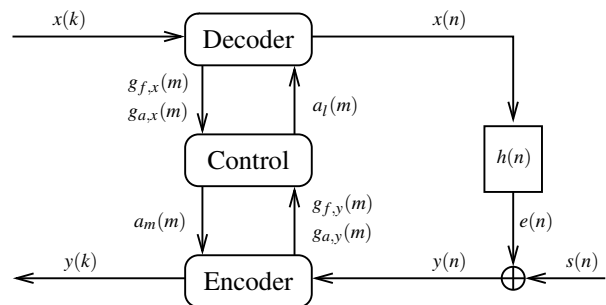 x(k)
Decoder
x(n)
g_{f,x}(m)
g_{a,x}(m)
a_l(m)
Control
h(n)
a_m(m)
g_{f,y}(m)
g_{a,y}(m)
e(n)
y(k)
Encoder
y(n)
s(n)